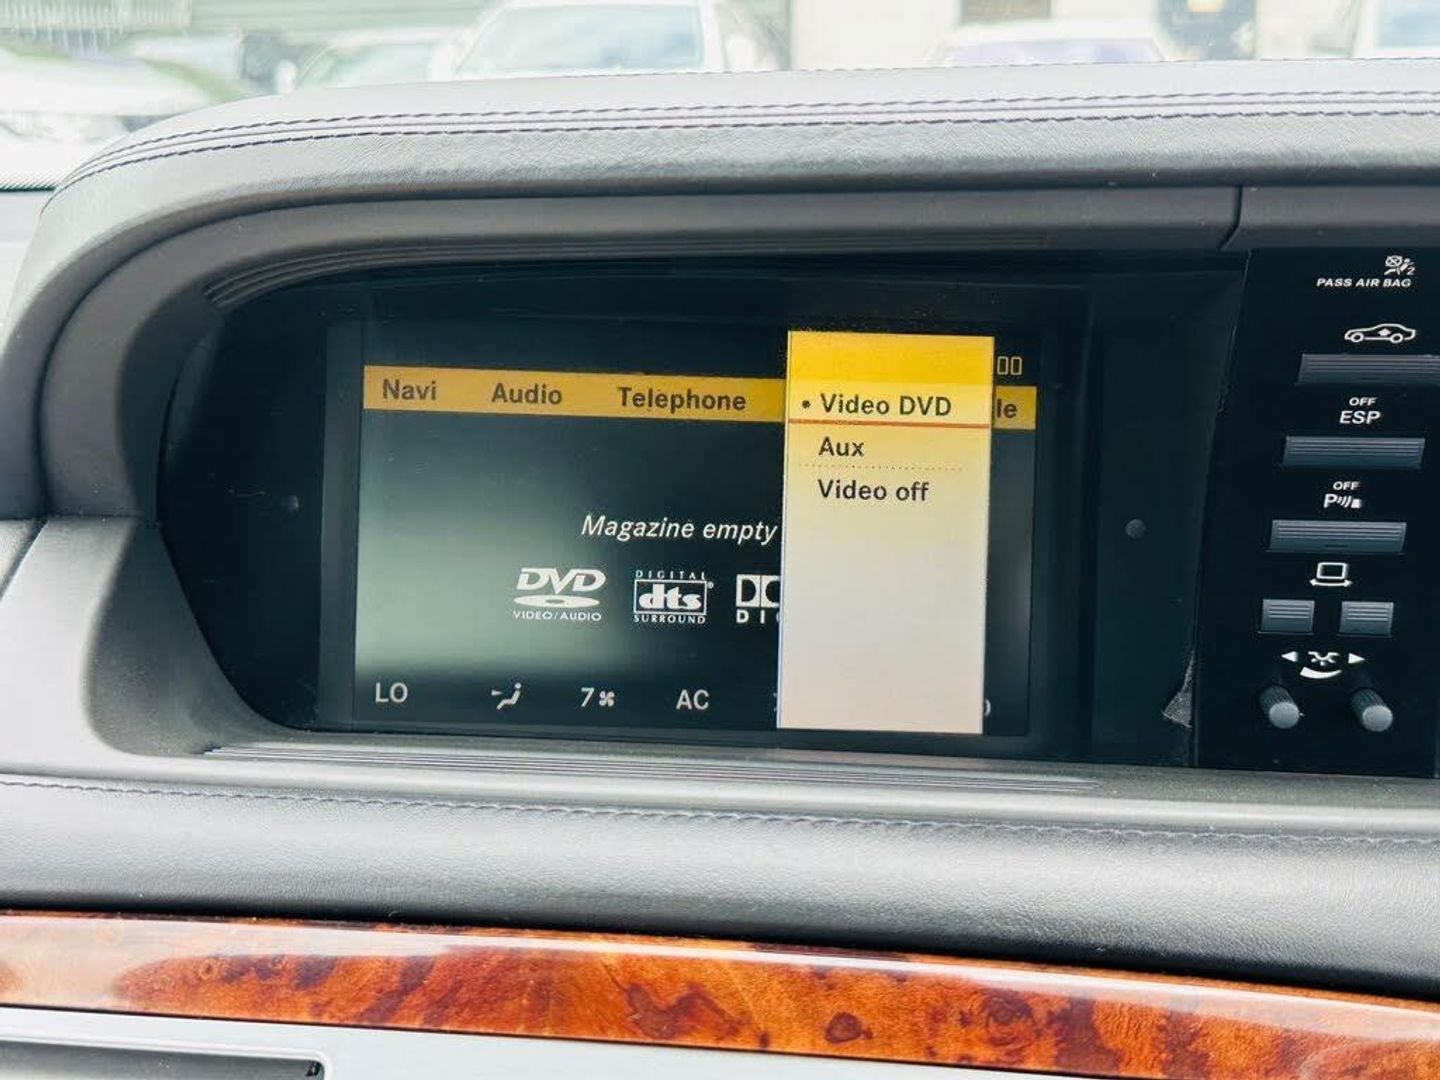 PASS AIR BAG
OFF
ESP
OFF
Navi Audio Telephone
Video DVD
Aux
Video off
Magazine empty
DVD
VIDEO/AUDIO
DIGITAL
dts
SURROUND
LO 7 AC